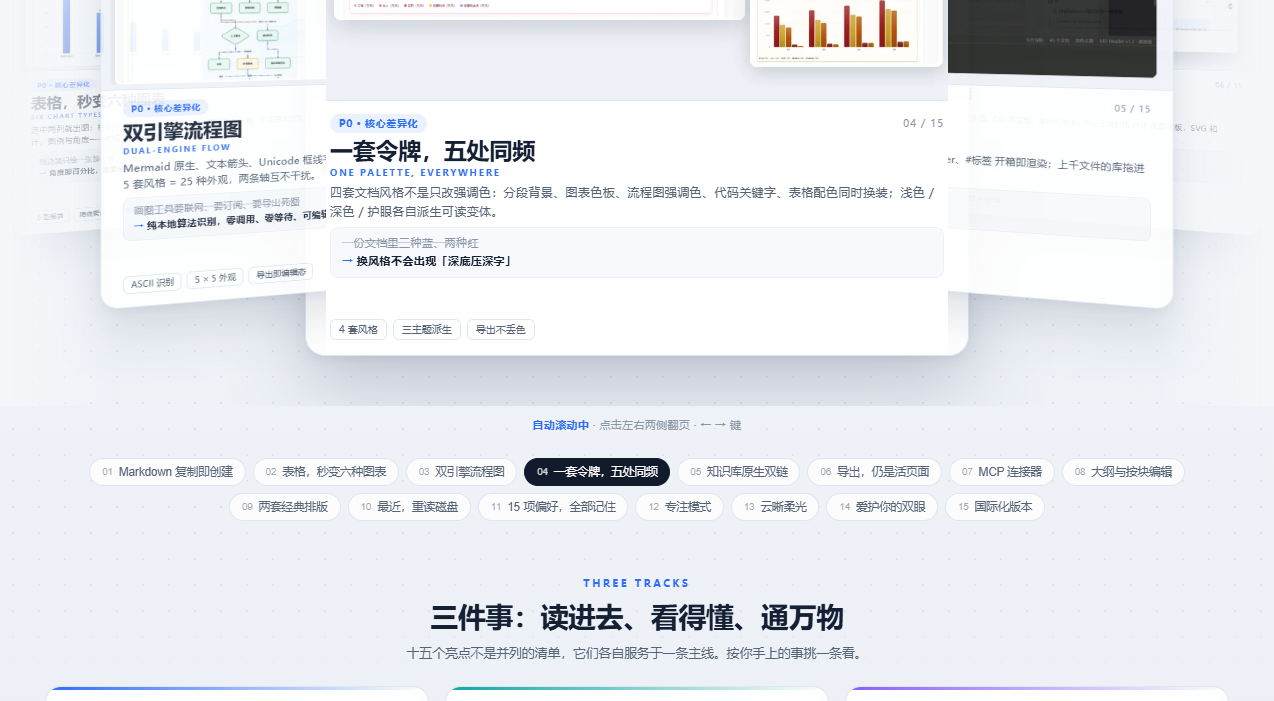 P0 · 核心差异化
双引擎流程图
DUAL-ENGINE FLOW
Mermaid 原生、文本箭头、Unicode 框线
5 套风格 = 25 种外观，两条轴互不干扰。
画图工具要联网、要订阅、要导出死图
→ 纯本地算法识别，零调用、零等待、可编辑
ASCII 识别
5 × 5 外观
导出即编辑态
P0 · 核心差异化
04 / 15
一套令牌，五处同频
ONE PALETTE, EVERYWHERE
四套文档风格不是只改强调色：分段背景、图表色板、流程图强调色、代码关键字、表格配色同时换装；浅色 /
深色 / 护眼各自派生可读变体。
一份文档里三种蓝、两种红
→ 换风格不会出现「深底压深字」
4 套风格
三主题派生
导出不丢色
05 / 15
#标签 开箱即渲染；上千文件的库拖进
06 / 15
自动滚动中 · 点击左右两侧翻页 · ← → 键
01 Markdown 复制即创建
02 表格，秒变六种图表
03 双引擎流程图
04 一套令牌，五处同频
05 知识库原生双链
06 导出，仍是活页面
07 MCP 连接器
08 大纲与按块编辑
09 两套经典排版
10 最近，重读磁盘
11 15 项偏好，全部记住
12 专注模式
13 云晰柔光
14 爱护你的双眼
15 国际化版本
THREE TRACKS
三件事：读进去、看得懂、通万物
十五个亮点不是并列的清单，它们各自服务于一条主线。按你手上的事挑一条看。